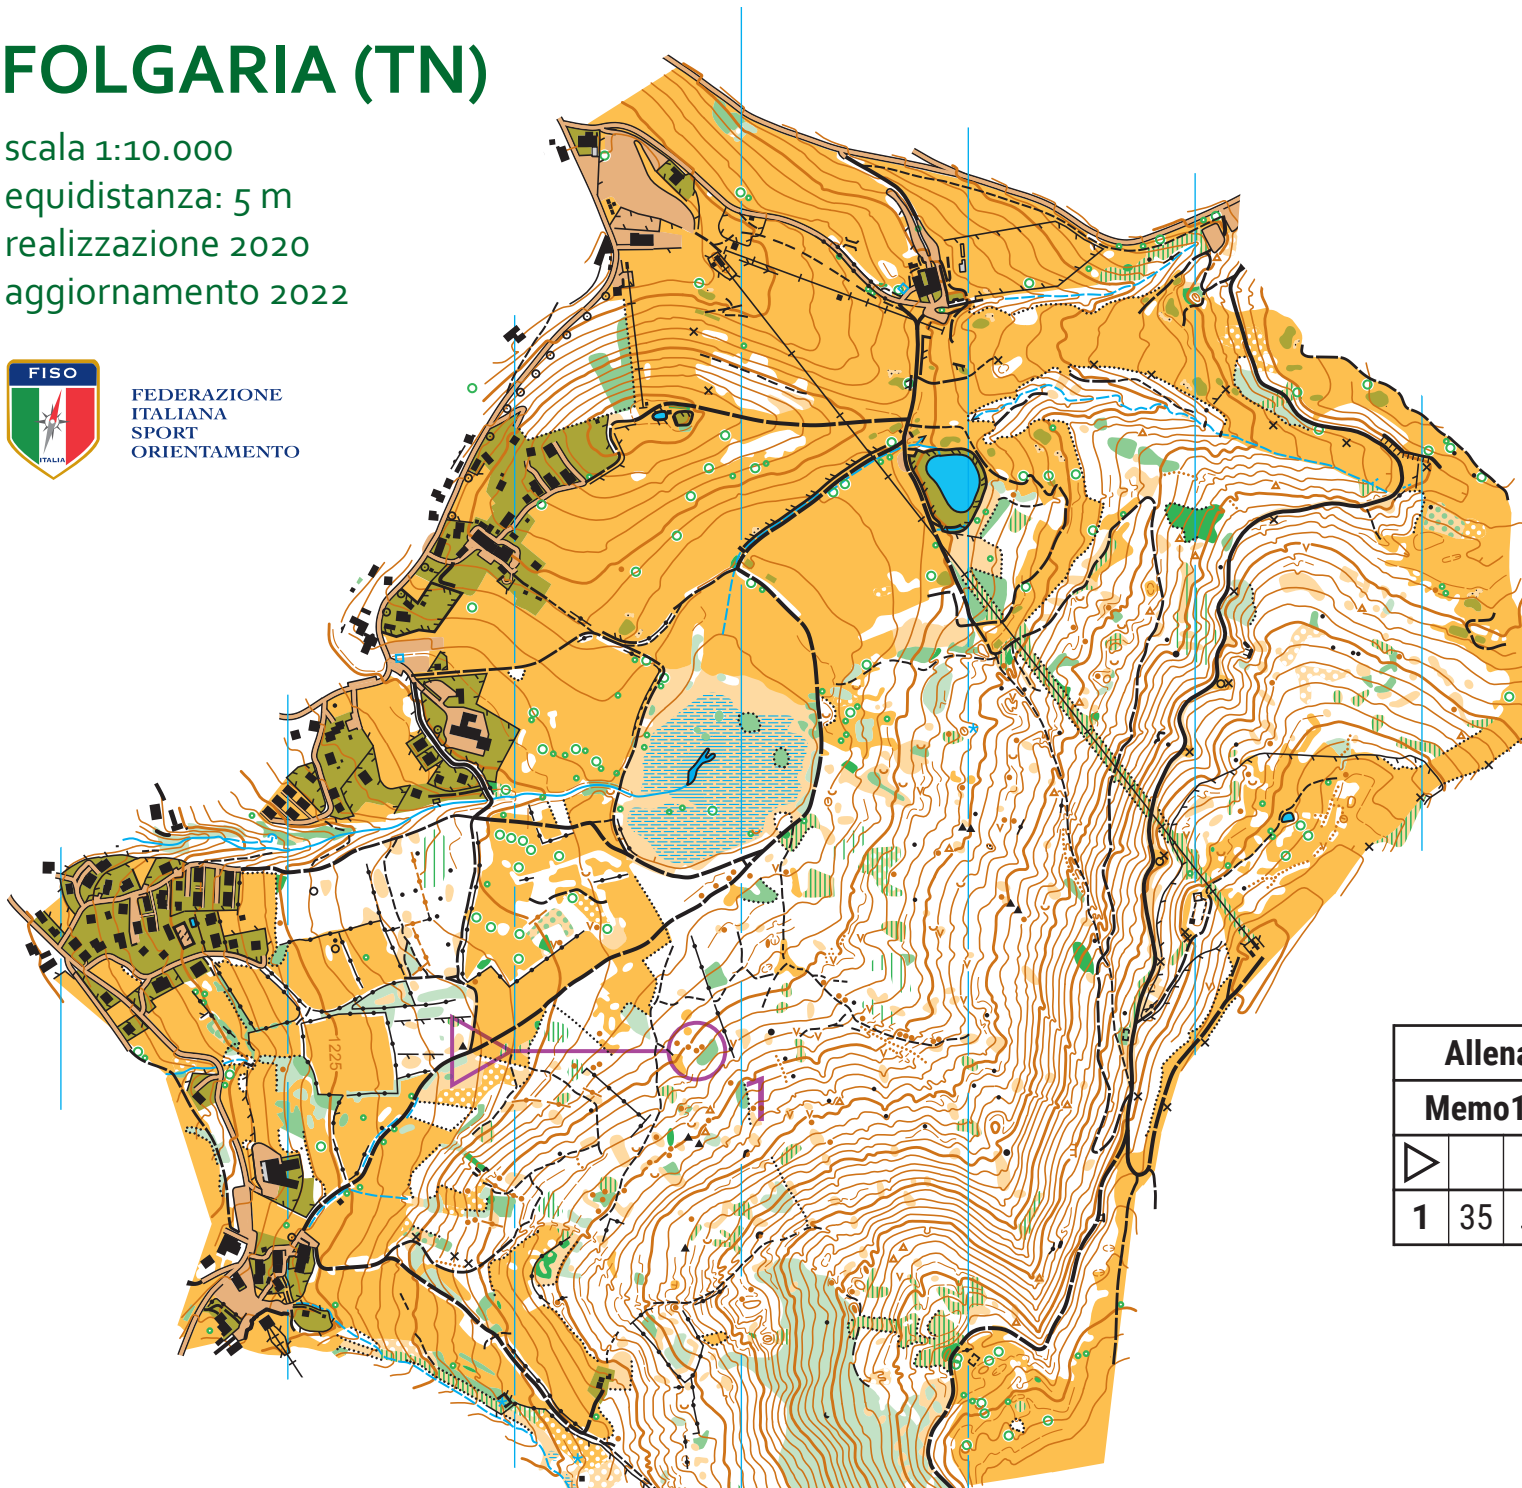 FOLGARIA (TN)
scala 1:10.000
equidistanza: 5 m
realizzazione 2020
aggiornamento 2022
FISO
ITALIA
FEDERAZIONE
ITALIANA
SPORT
ORIENTAMENTO
1225
1
Allena
Memo1
1 35